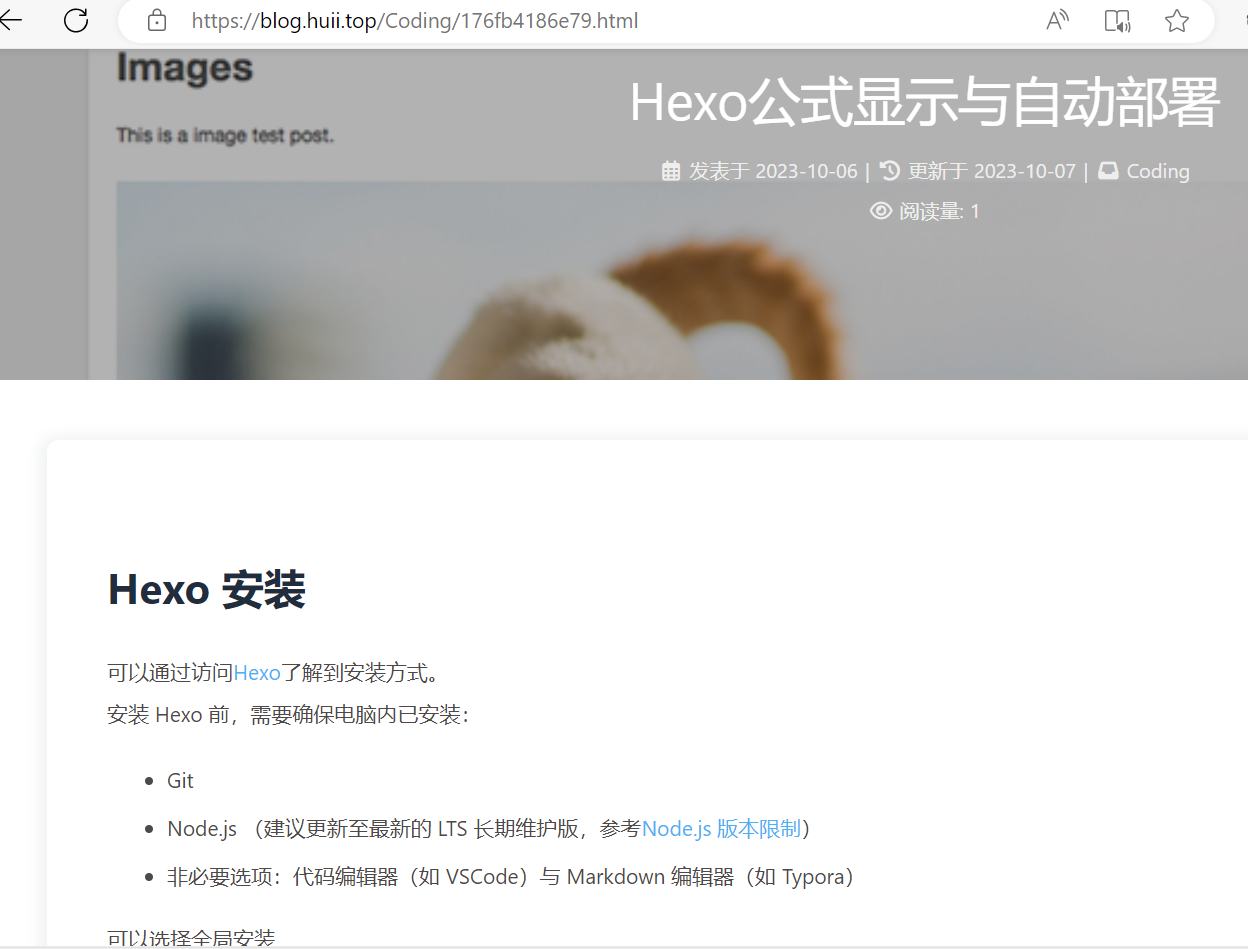 https://blog.huii.top/Coding/176fb4186e79.html
Images
This is a image test post.
Hexo公式显示与自动部署
发表于 2023-10-06 | 更新于 2023-10-07 | Coding
阅读量: 1
Hexo 安装
可以通过访问Hexo了解到安装方式。
安装 Hexo 前，需要确保电脑内已安装：
• Git
• Node.js （建议更新至最新的 LTS 长期维护版，参考Node.js 版本限制）
• 非必要选项：代码编辑器（如 VSCode）与 Markdown 编辑器（如 Typora）
可以选择全局安装